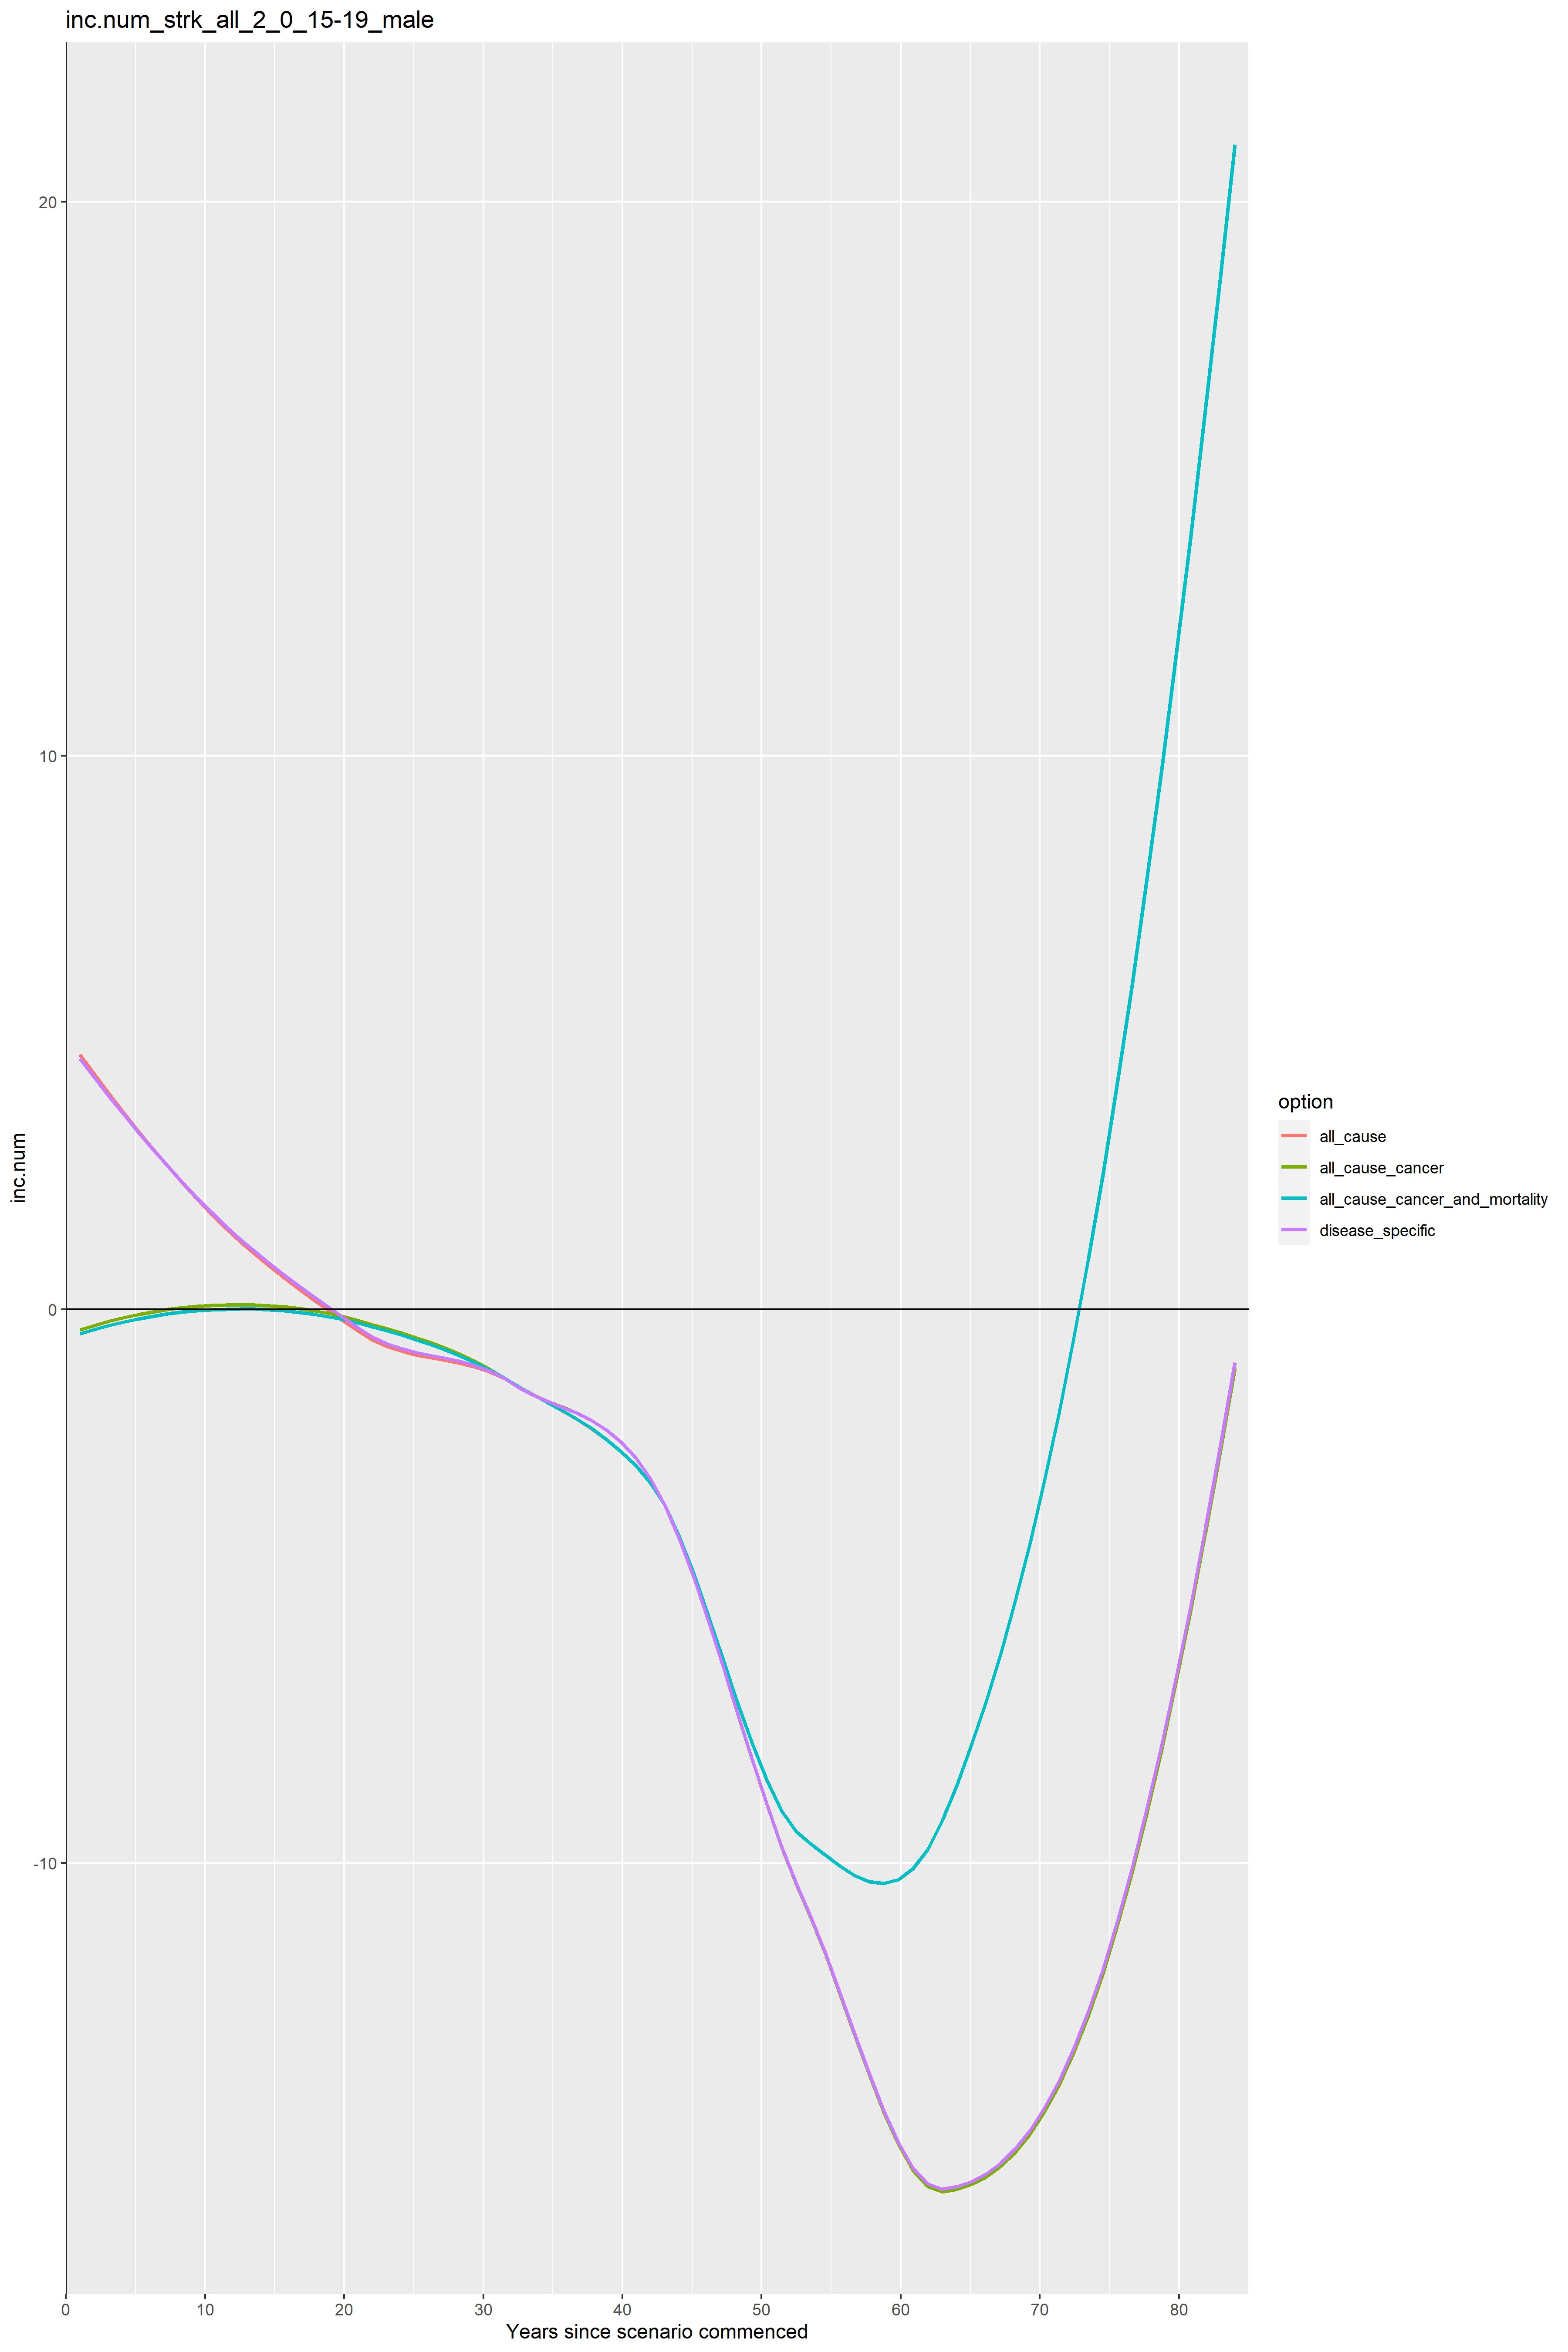 inc.num_strk_all_2_0_15-19_male
20
10
0
-10
inc.num
0 10 20 30 40 50 60 70 80
Years since scenario commenced
option
all_cause
all_cause_cancer
all_cause_cancer_and_mortality
disease_specific